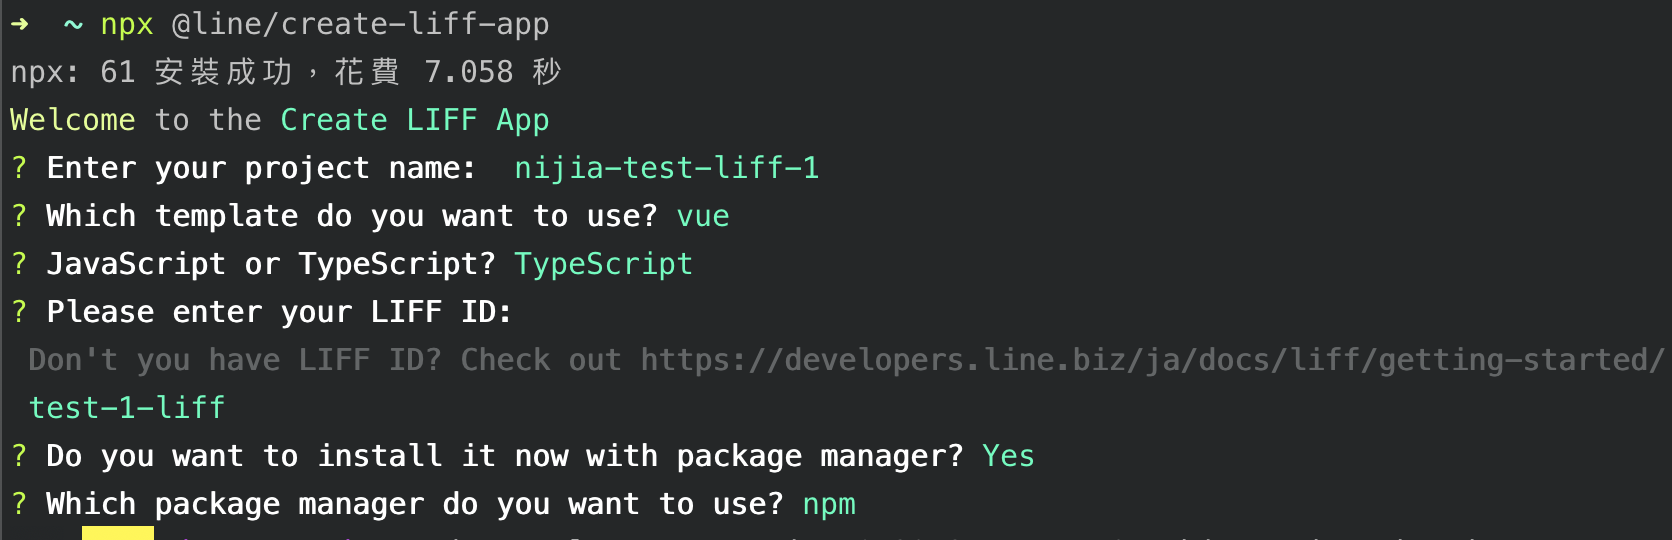 ➜ ~ npx @line/create-liff-app
npx: 61 安裝成功，花費 7.058 秒
Welcome to the Create LIFF App
? Enter your project name: nijia-test-liff-1
? Which template do you want to use? vue
? JavaScript or TypeScript? TypeScript
? Please enter your LIFF ID:
Don't you have LIFF ID? Check out https://developers.line.biz/ja/docs/liff/getting-started/
test-1-liff
? Do you want to install it now with package manager? Yes
? Which package manager do you want to use? npm